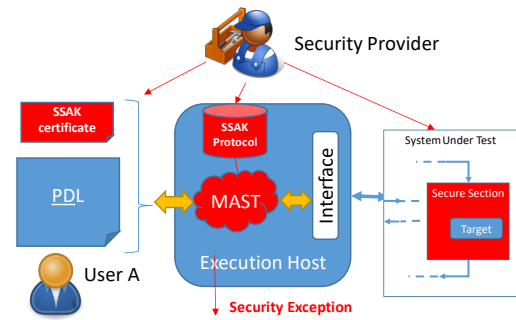 Security Provider
SSAK
certificate
PDL
User A
SSAK
Protocol
MAST
Interface
Execution Host
Security Exception
System Under Test
Secure Section
Target